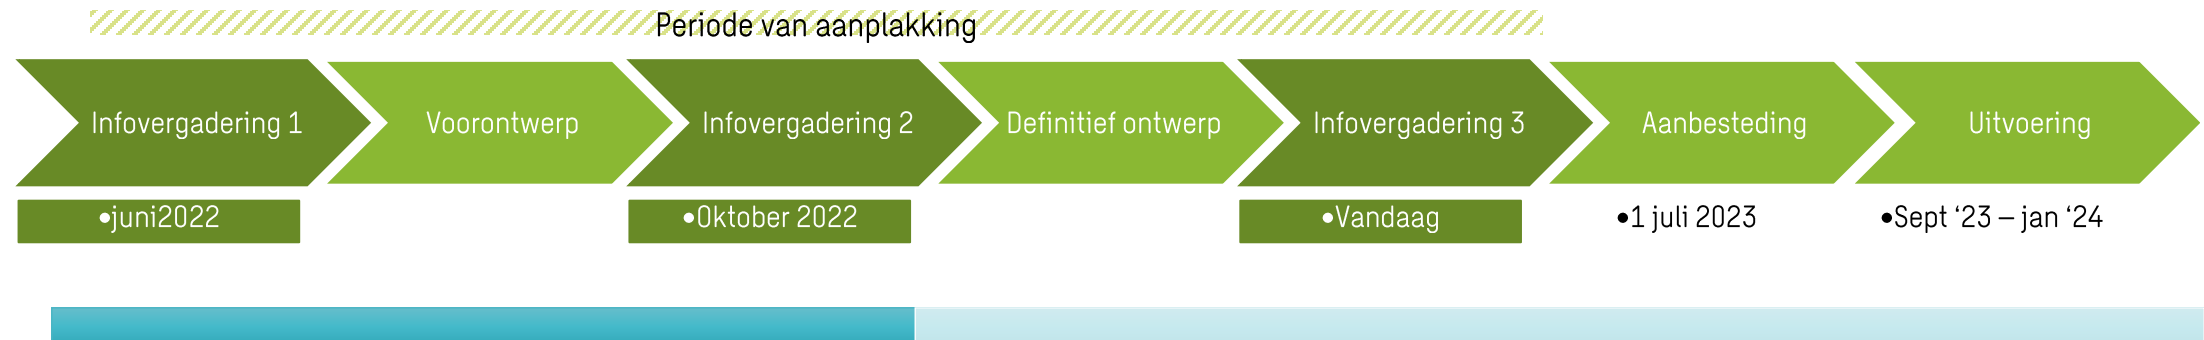 Periode van aanplakking
Infovergadering 1
Voorontwerp
Infovergadering 2
Definitief ontwerp
Infovergadering 3
Aanbesteding
Uitvoering
•juni2022
•Oktober 2022
•Vandaag
•1 juli 2023
•Sept ‘23 – jan ‘24